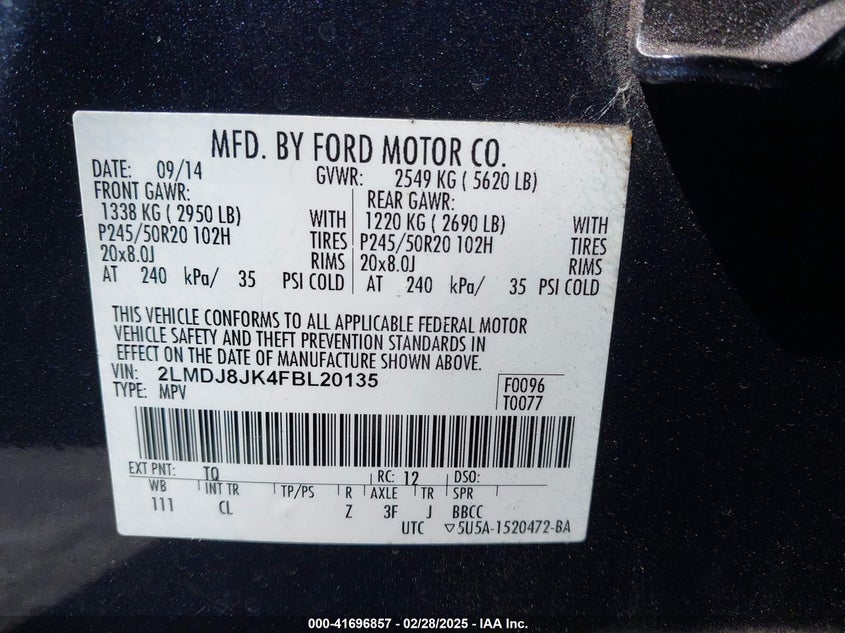 MFD. BY FORD MOTOR CO.
DATE: 09/14 GVWR: 2549 KG ( 5620 LB)
FRONT GAWR: REAR GAWR:
1338 KG ( 2950 LB) WITH 1220 KG ( 2690 LB) WITH
P245/50R20 102H TIRES P245/50R20 102H TIRES
20x8.0J RIMS 20x8.0J RIMS
AT 240 kPa/ 35 PSI COLD AT 240 kPa/ 35 PSI COLD
THIS VEHICLE CONFORMS TO ALL APPLICABLE FEDERAL MOTOR
VEHICLE SAFETY AND THEFT PREVENTION STANDARDS IN
EFFECT ON THE DATE OF MANUFACTURE SHOWN ABOVE.
VIN: 2LMDJ8JK4FBL20135 F0096
TYPE: MPV T0077
EXT PNT: TQ RC: 12 DSO:
WB INT TR TP/PS R AXLE TR SPR
111 CL Z 3F J BBCC
UTC ▽5U5A-1520472-BA
000-41696857 - 02/28/2025 - IAA Inc.